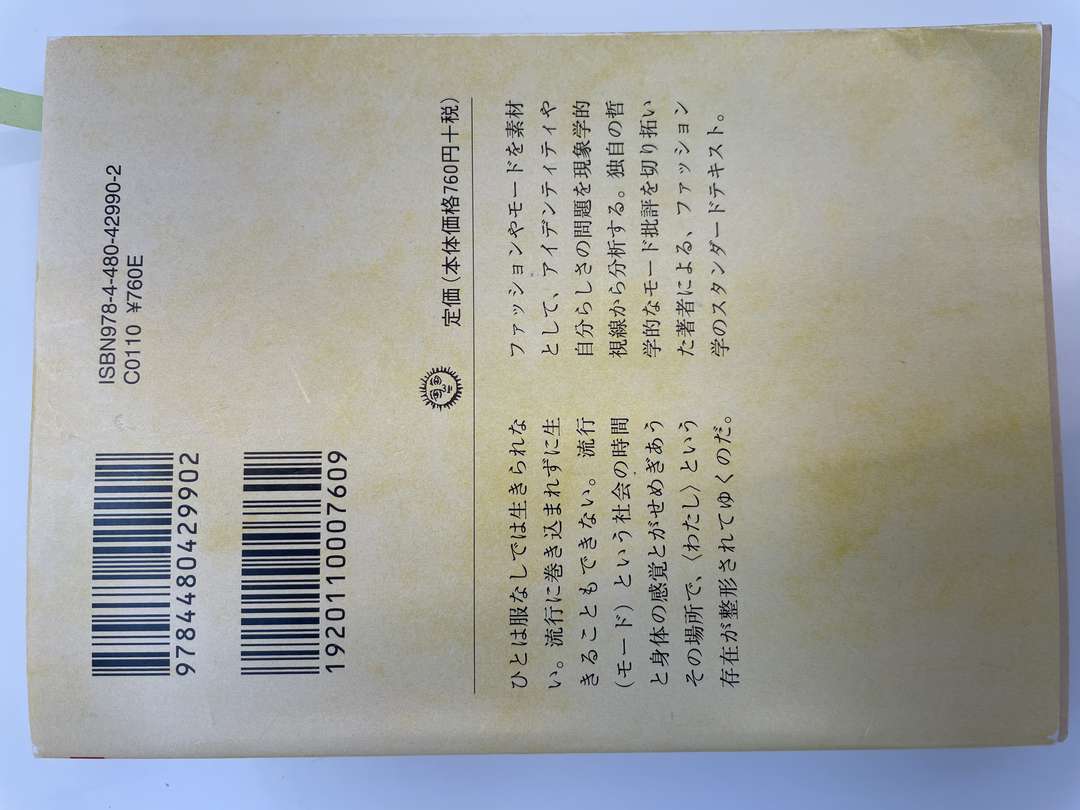 ISBN978-4-480-42990-2
C0110 ¥760E
9784480429902
1920110007609
定価(本体価格760円+税)
ひとは服なしでは生きられな
い。流行に巻き込まれずに生
きることもできない。流行
(モード)という社会の時間
と身体の感覚とがせめぎあう
その場所で、〈わたし〉という
存在が整形されてゆくのだ。
ファッションやモードを素材
として、アイデンティティや
自分らしさの問題を現象学的
視線から分析する。独自の哲
学的なモード批評を切り拓い
た著者による、ファッション
学のスタンダードテキスト。